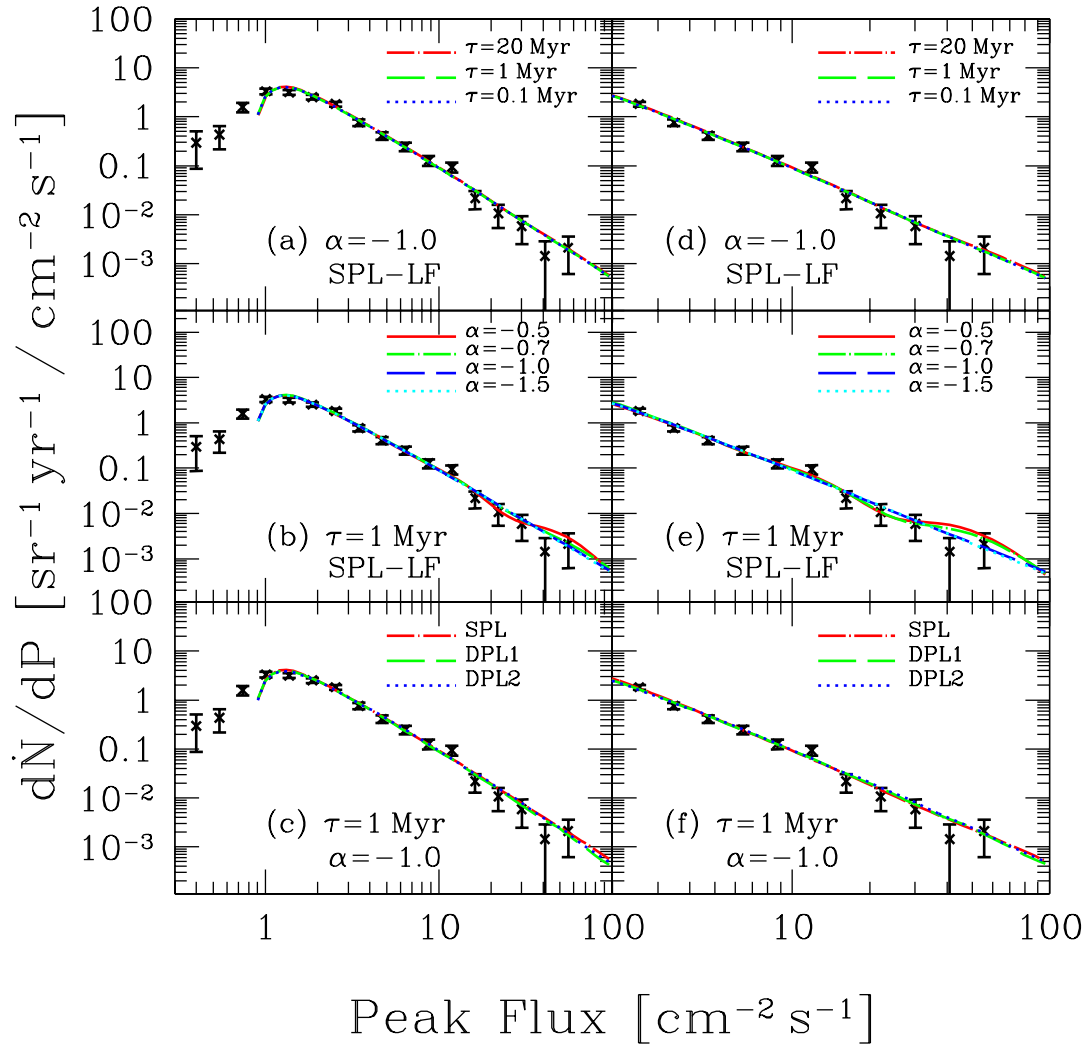 dṄ/dP [sr⁻¹ yr⁻¹ / cm⁻² s⁻¹]
100
10
1
0.1
10⁻²
10⁻³
τ=20 Myr
τ=1 Myr
τ=0.1 Myr
(a) α=−1.0
SPL−LF
τ=20 Myr
τ=1 Myr
τ=0.1 Myr
(d) α=−1.0
SPL−LF
100
10
1
0.1
10⁻²
10⁻³
α=−0.5
α=−0.7
α=−1.0
α=−1.5
(b) τ=1 Myr
SPL−LF
α=−0.5
α=−0.7
α=−1.0
α=−1.5
(e) τ=1 Myr
SPL−LF
100
10
1
0.1
10⁻²
10⁻³
SPL
DPL1
DPL2
(c) τ=1 Myr
α=−1.0
SPL
DPL1
DPL2
(f) τ=1 Myr
α=−1.0
1 10 100 10 100
Peak Flux [cm⁻² s⁻¹]